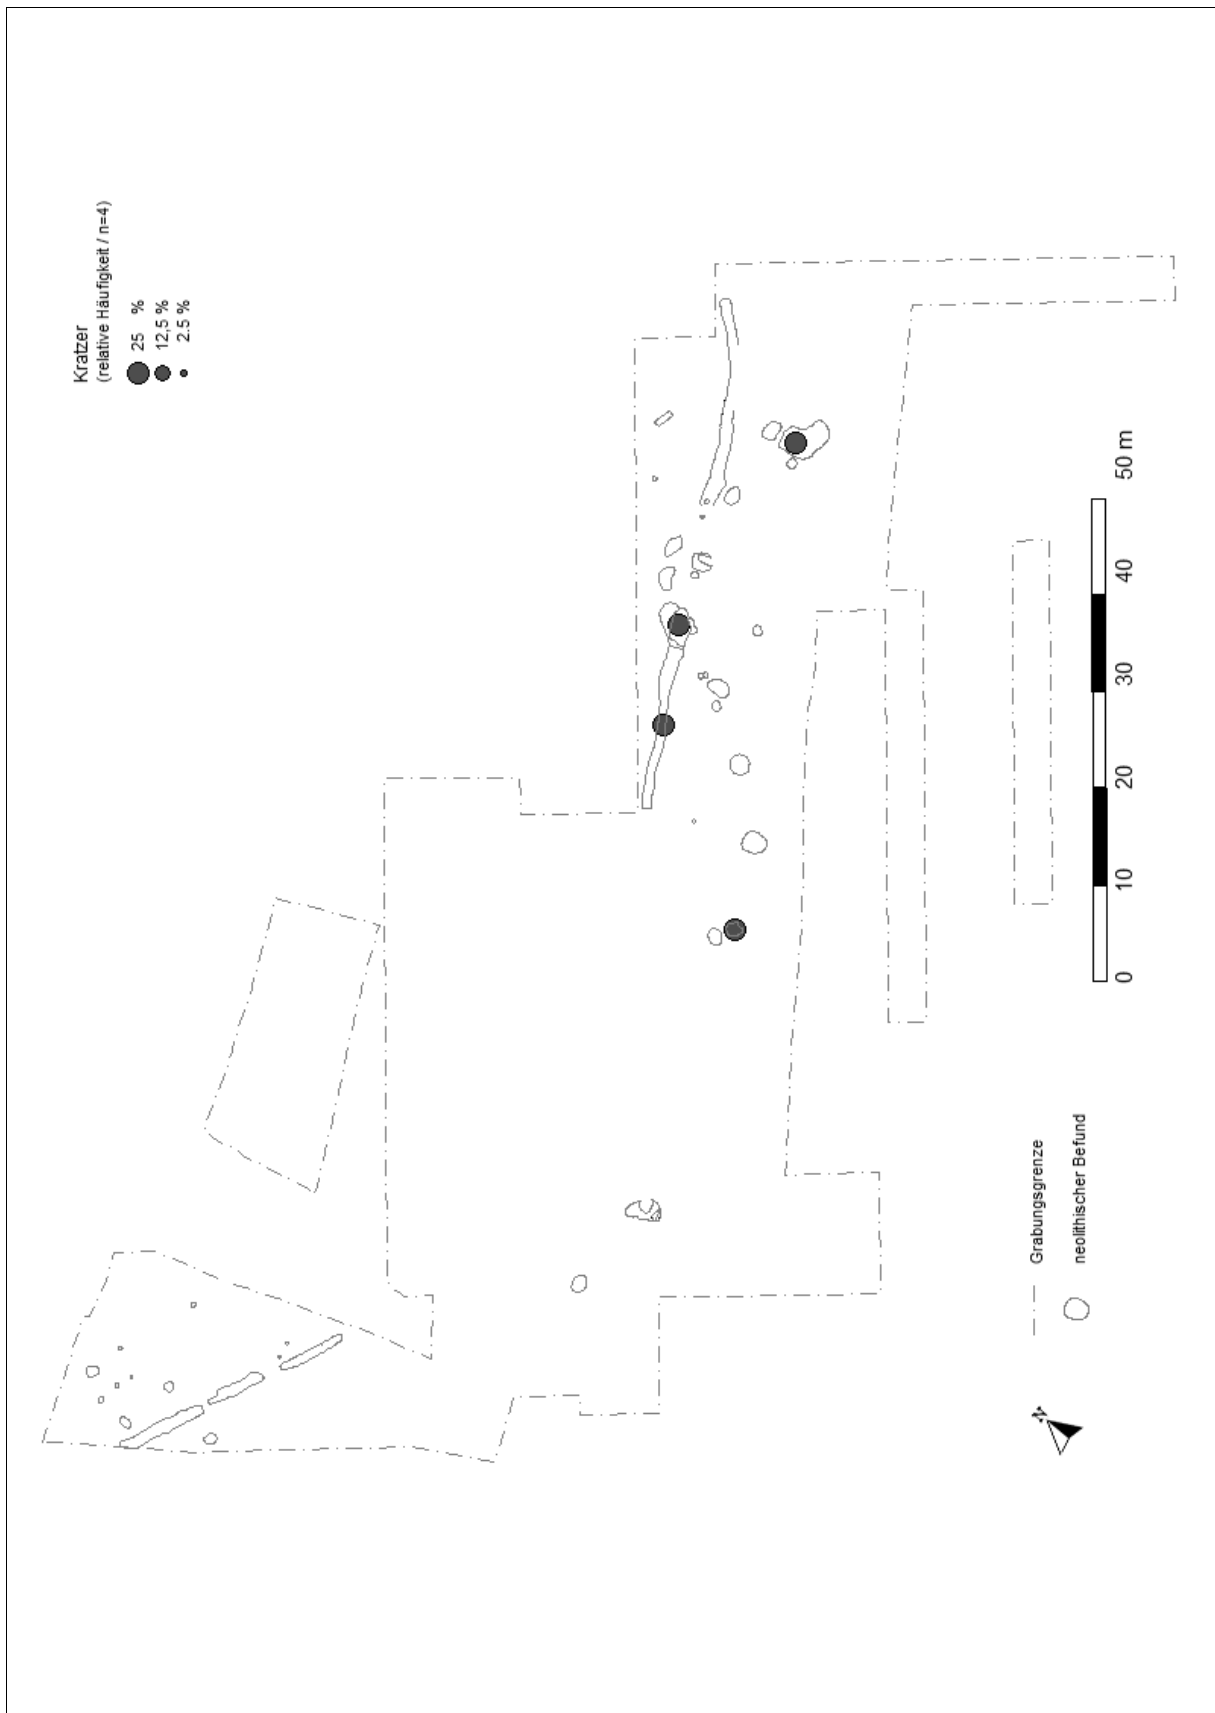 Kratzer
(relative Häufigkeit / n=4)
25 %
12,5 %
2.5 %
0
10
20
30
40
50 m
Grabungsgrenze
neolithischer Befund
N